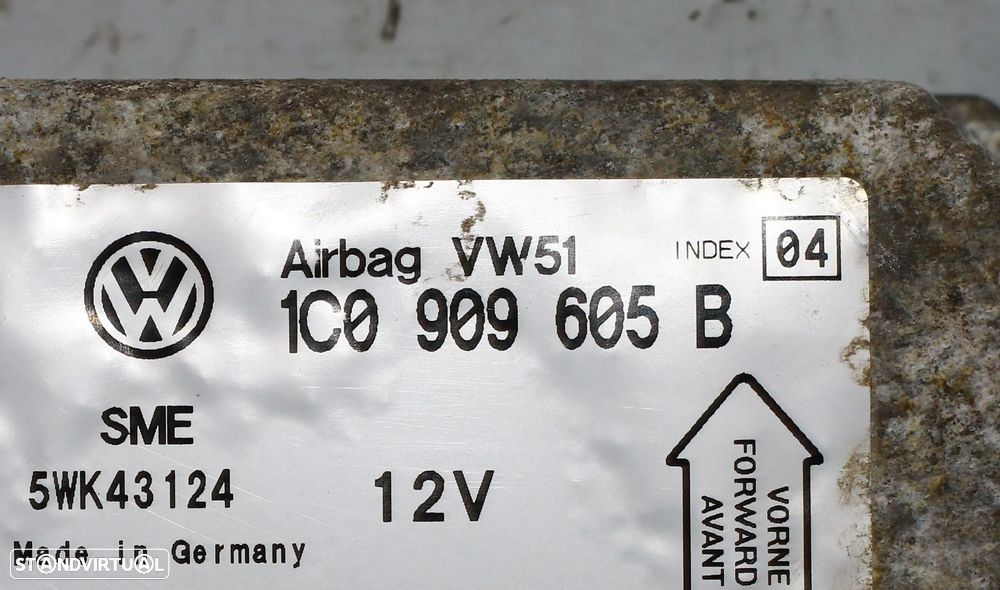 Airbag VW51
INDEX 04
1C0 909 605 B
SME
5WK43124
12V
Made in Germany
VORNE
FORWARD
AVANT
STANDVIRTUAL